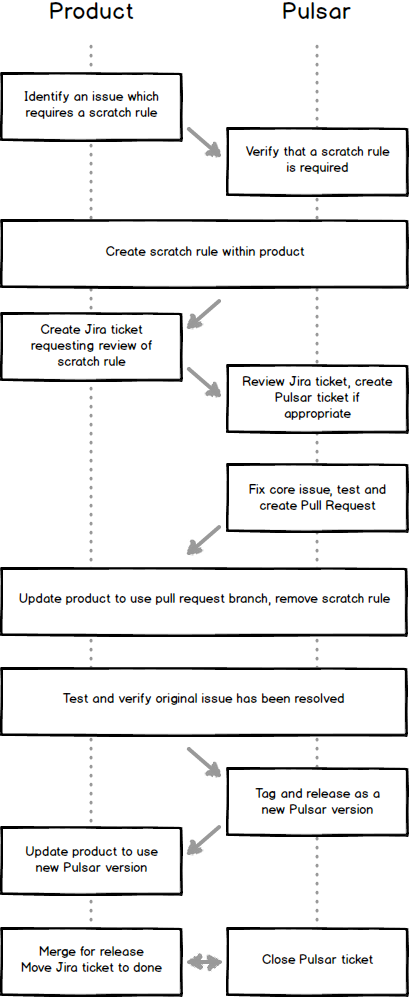 Product
Pulsar
Identify an issue which
requires a scratch rule
Verify that a scratch rule
is required
Create scratch rule within product
Create Jira ticket
requesting review of
scratch rule
Review Jira ticket, create
Pulsar ticket if
appropriate
Fix core issue, test and
create Pull Request
Update product to use pull request branch, remove scratch rule
Test and verify original issue has been resolved
Tag and release as a
new Pulsar version
Update product to use
new Pulsar version
Merge for release
Move Jira ticket to done
Close Pulsar ticket